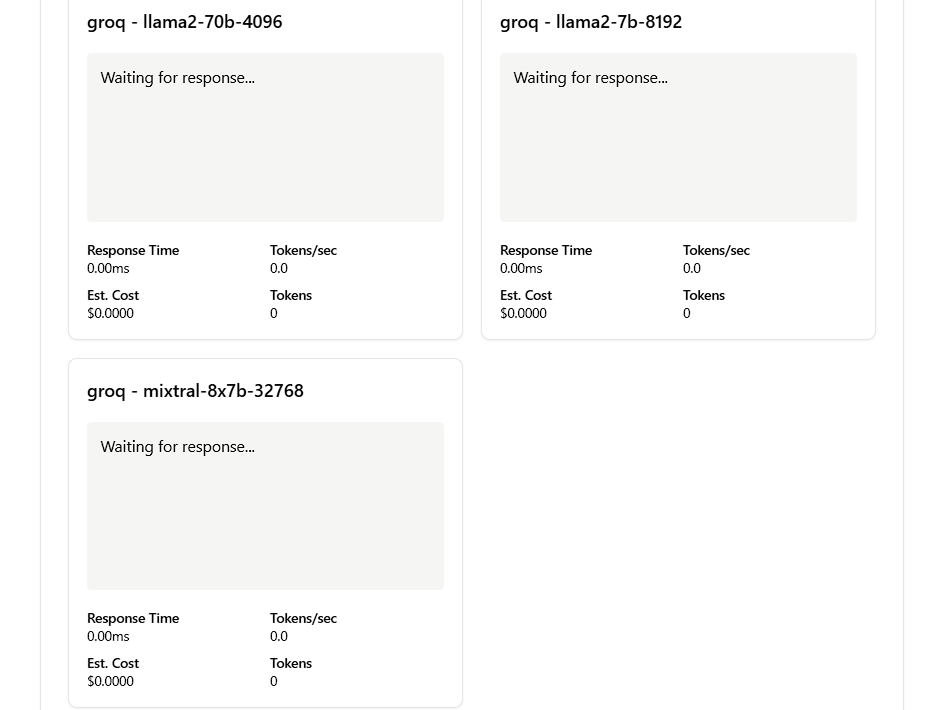 groq - llama2-70b-4096
Waiting for response...
Response Time
0.00ms
Tokens/sec
0.0
Est. Cost
$0.0000
Tokens
0
groq - llama2-7b-8192
Waiting for response...
Response Time
0.00ms
Tokens/sec
0.0
Est. Cost
$0.0000
Tokens
0
groq - mixtral-8x7b-32768
Waiting for response...
Response Time
0.00ms
Tokens/sec
0.0
Est. Cost
$0.0000
Tokens
0